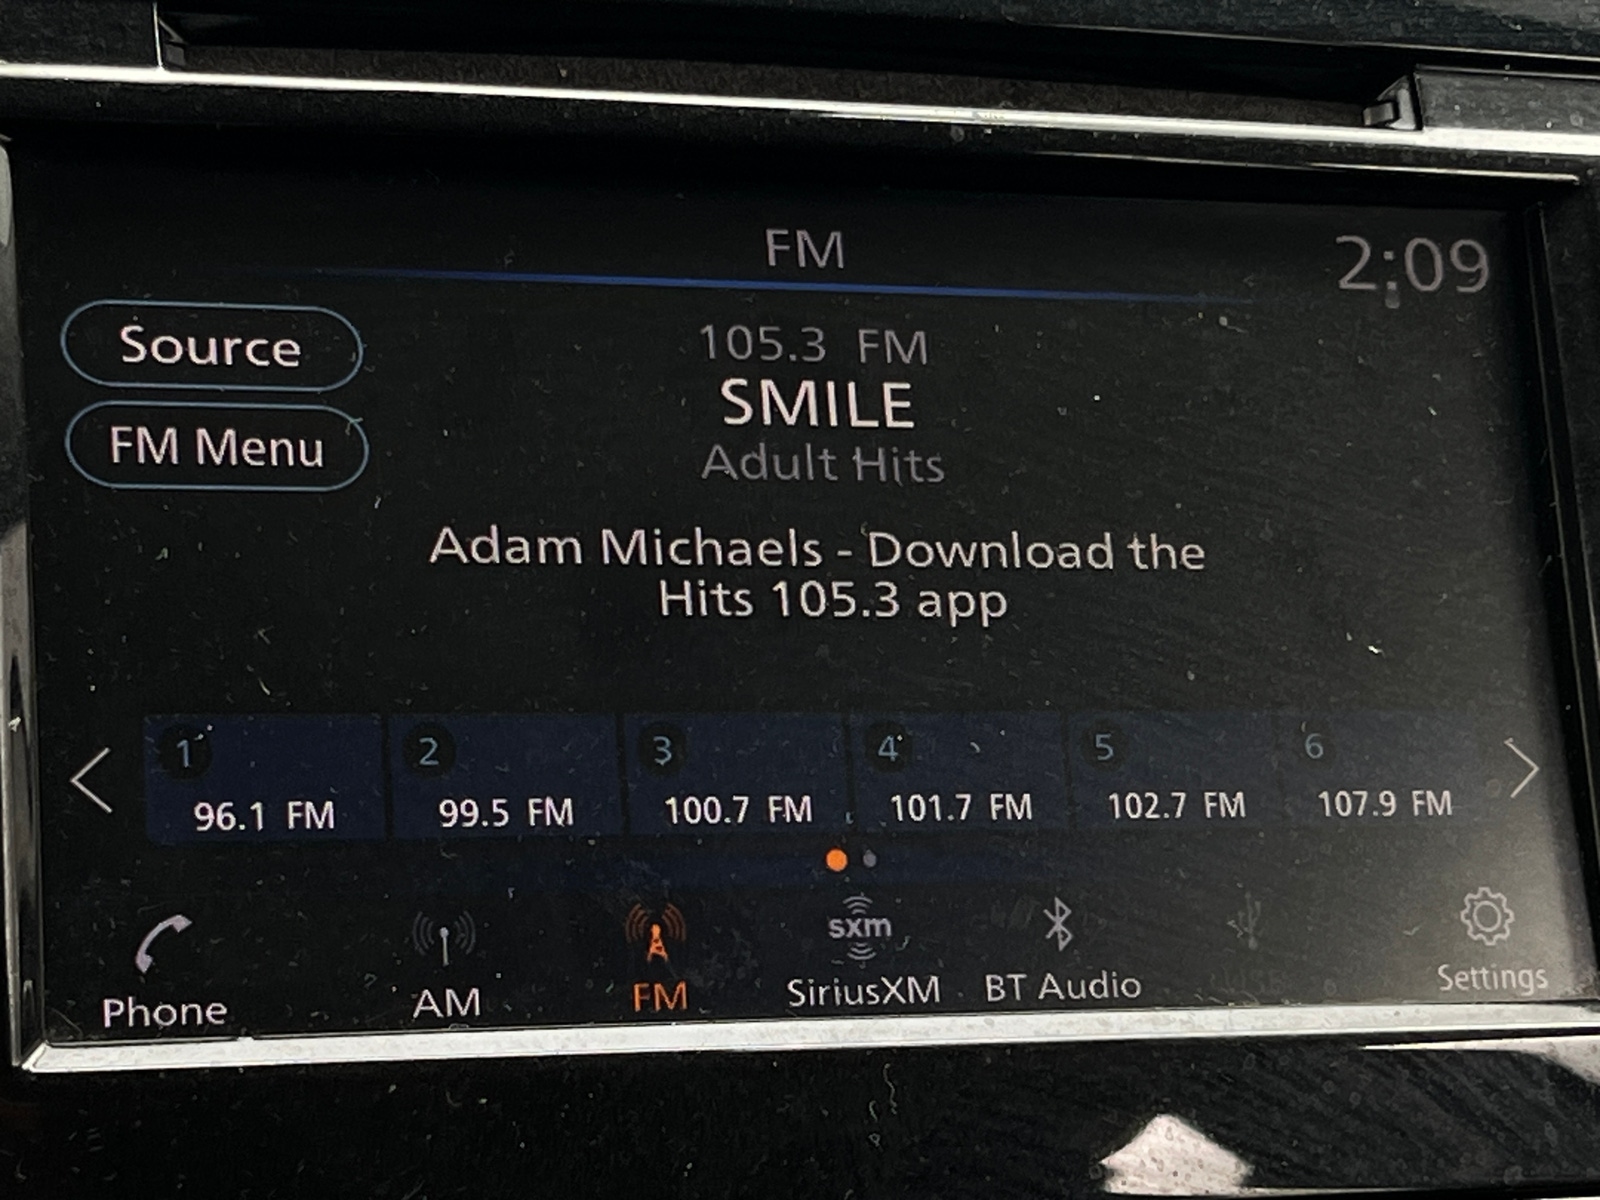 FM
2:09
Source
FM Menu
105.3 FM
SMILE
Adult Hits
Adam Michaels - Download the
Hits 105.3 app
1 2 3 4 5 6
96.1 FM 99.5 FM 100.7 FM 101.7 FM 102.7 FM 107.9 FM
sxm
Phone AM FM SiriusXM BT Audio USB Settings